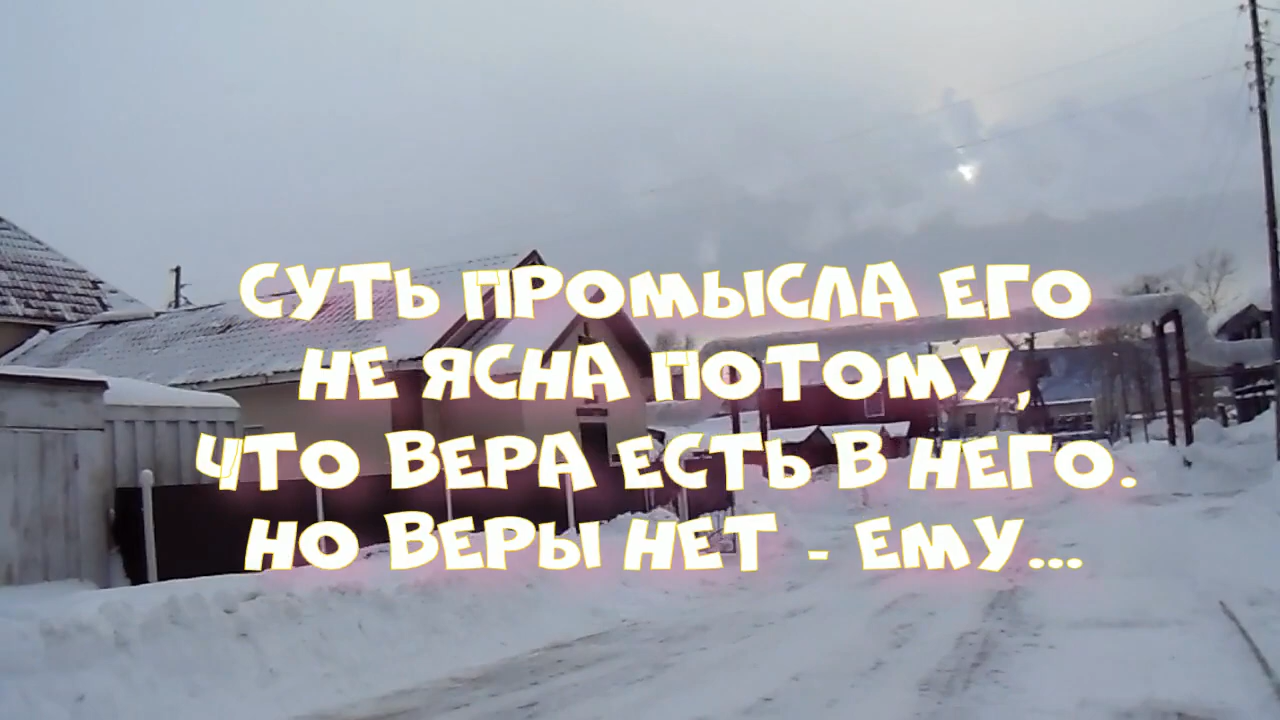 СУТЬ ПРОМЫСЛА ЕГО
НЕ ЯСНА ПОТОМУ,
ЧТО ВЕРА ЕСТЬ В НЕГО.
НО ВЕРЫ НЕТ - ЕМУ...